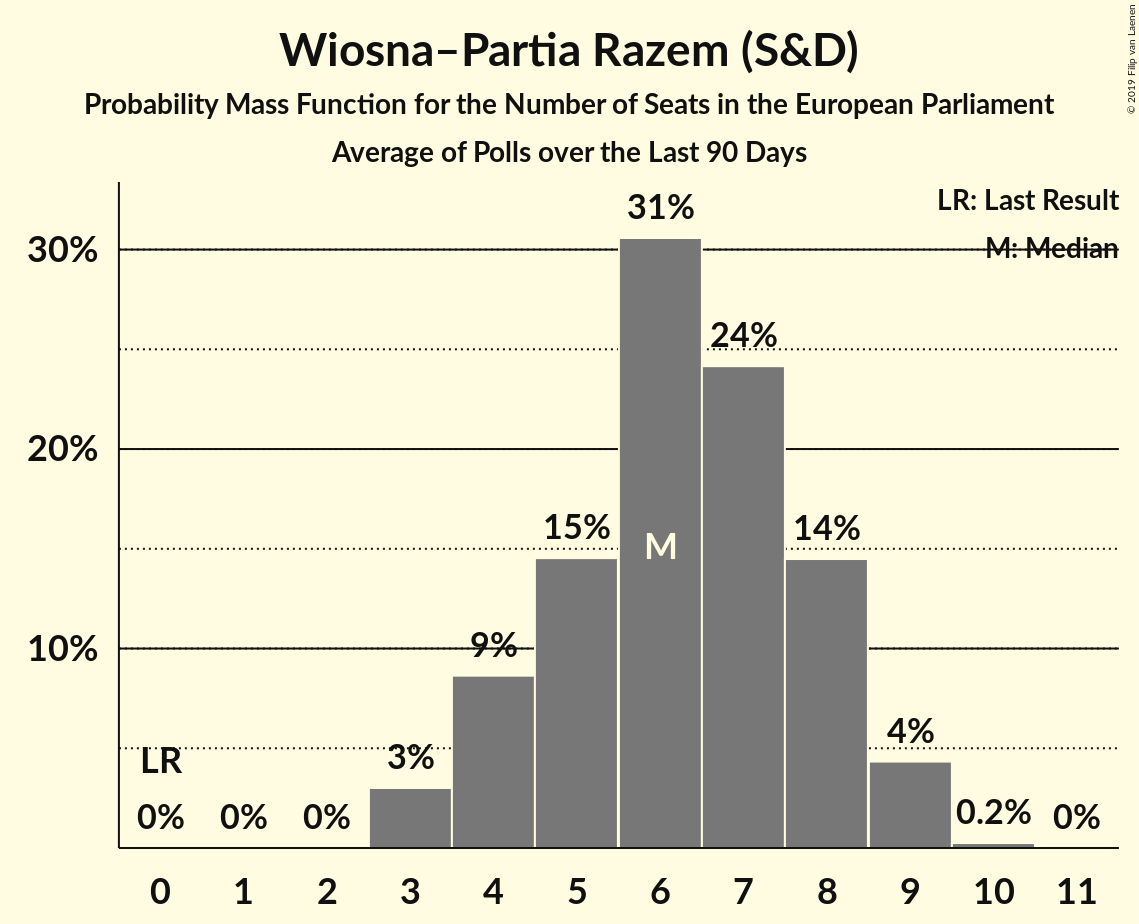 Wiosna–Partia Razem (S&D)
Probability Mass Function for the Number of Seats in the European Parliament
Average of Polls over the Last 90 Days
© 2019 Filip van Laenen
LR: Last Result
M: Median
30%
20%
10%
LR
0%
0%
0%
3%
9%
15%
31%
M
24%
14%
4%
0.2%
0%
0 1 2 3 4 5 6 7 8 9 10 11